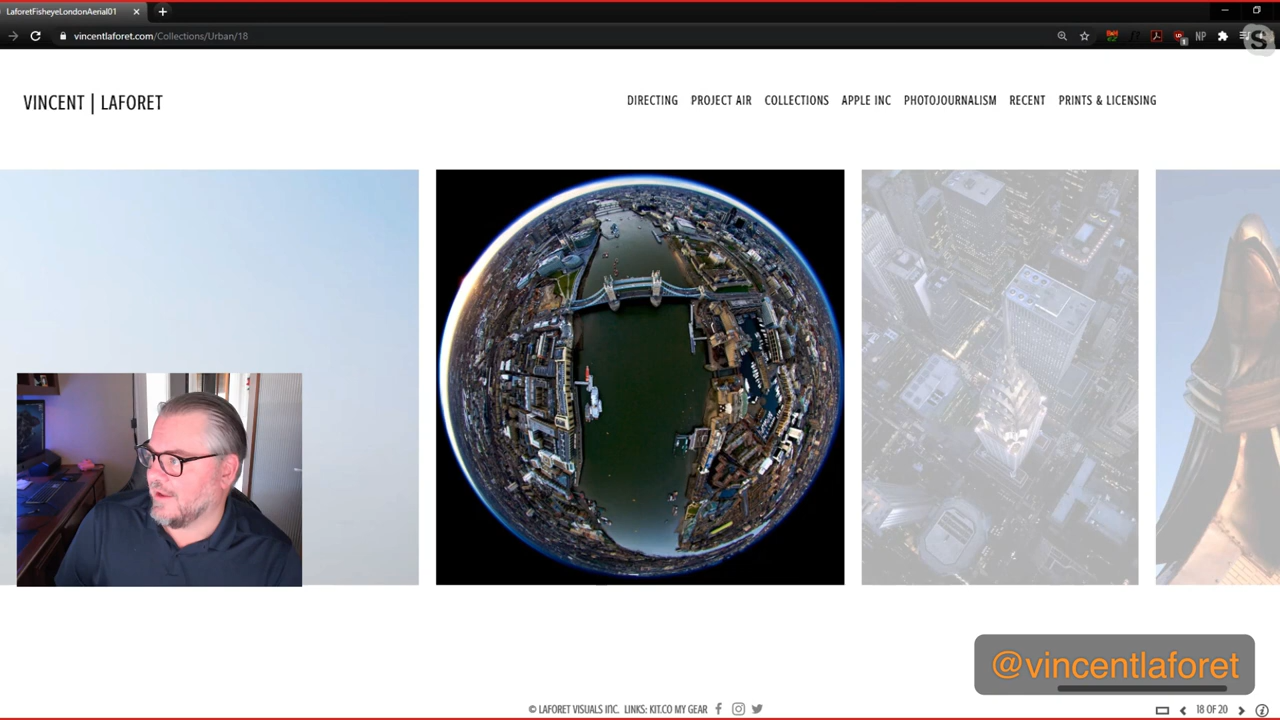 LaforetFisheyeLondonAerial01
vincentlaforet.com/Collections/Urban/18
NP
VINCENT | LAFORET
DIRECTING PROJECT AIR COLLECTIONS APPLE INC PHOTOJOURNALISM RECENT PRINTS & LICENSING
@vincentlaforet
© LAFORET VISUALS INC. LINKS: KIT.CO MY GEAR
18 OF 20